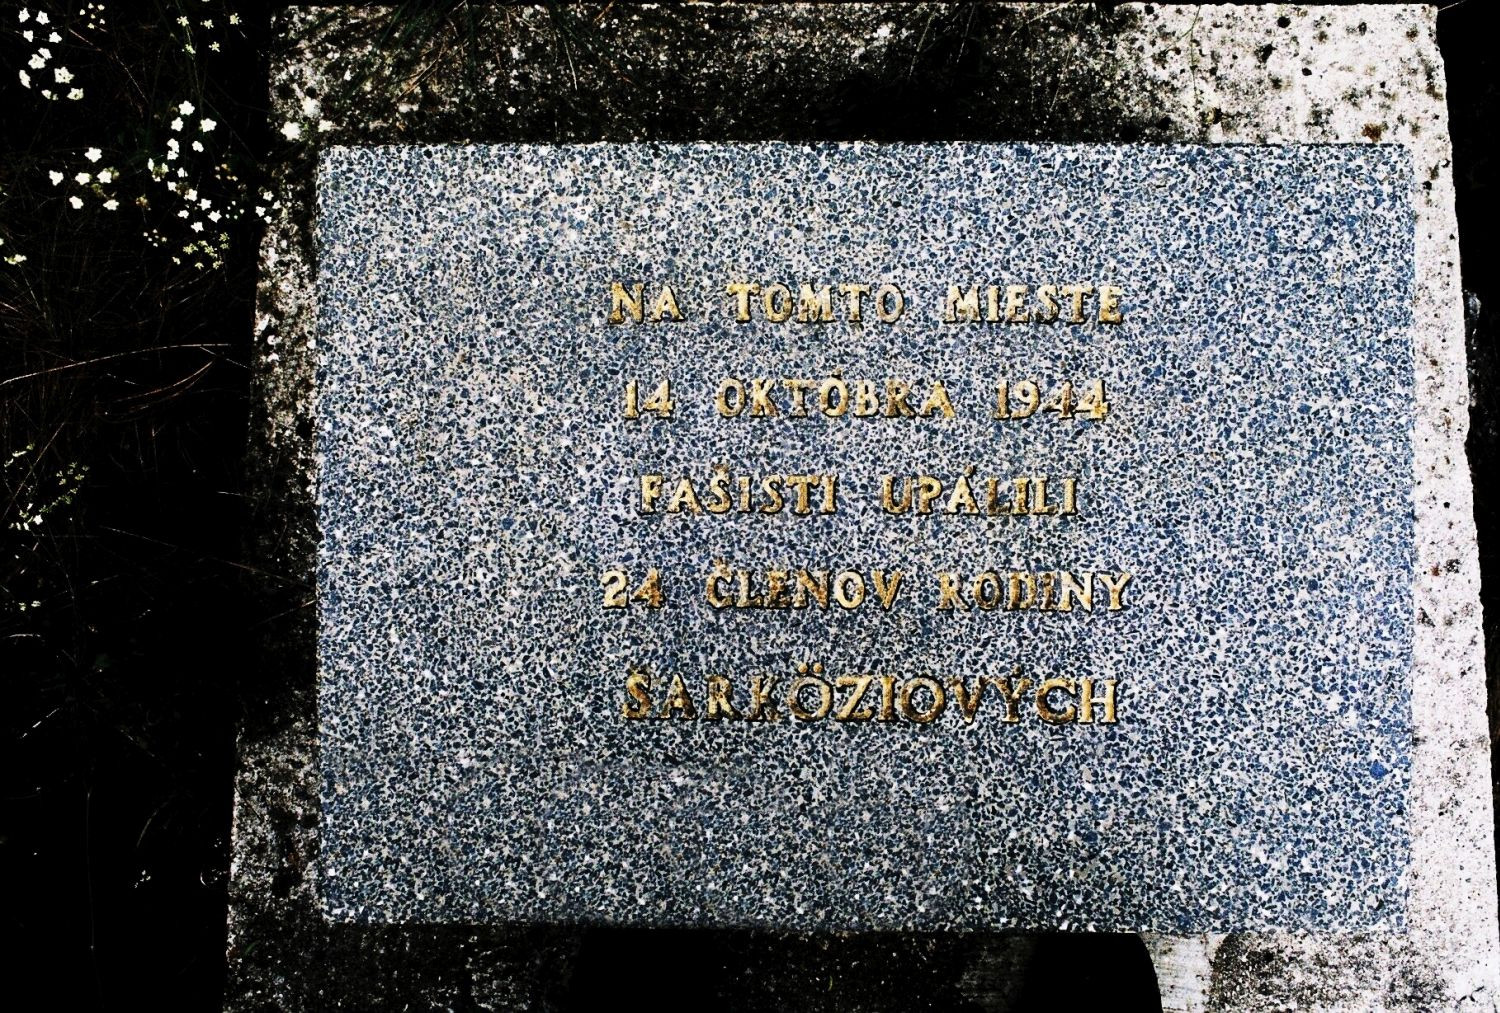 NA TOMTO MIESTE
14 OKTÓBRA 1944
FAŠISTI UPÁLILI
24 ČLENOV RODINY
ŠARKÖZIOVÝCH